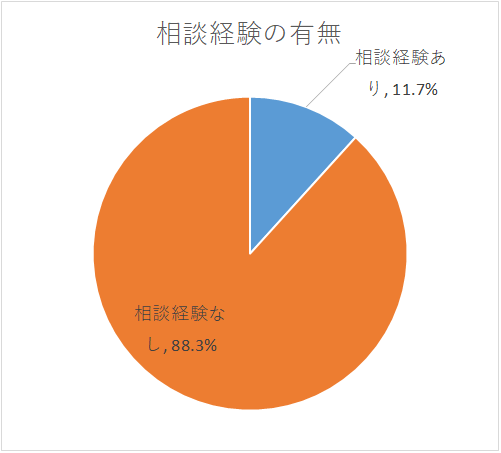 相談経験の有無
相談経験あ
り, 11.7%
相談経験な
し, 88.3%